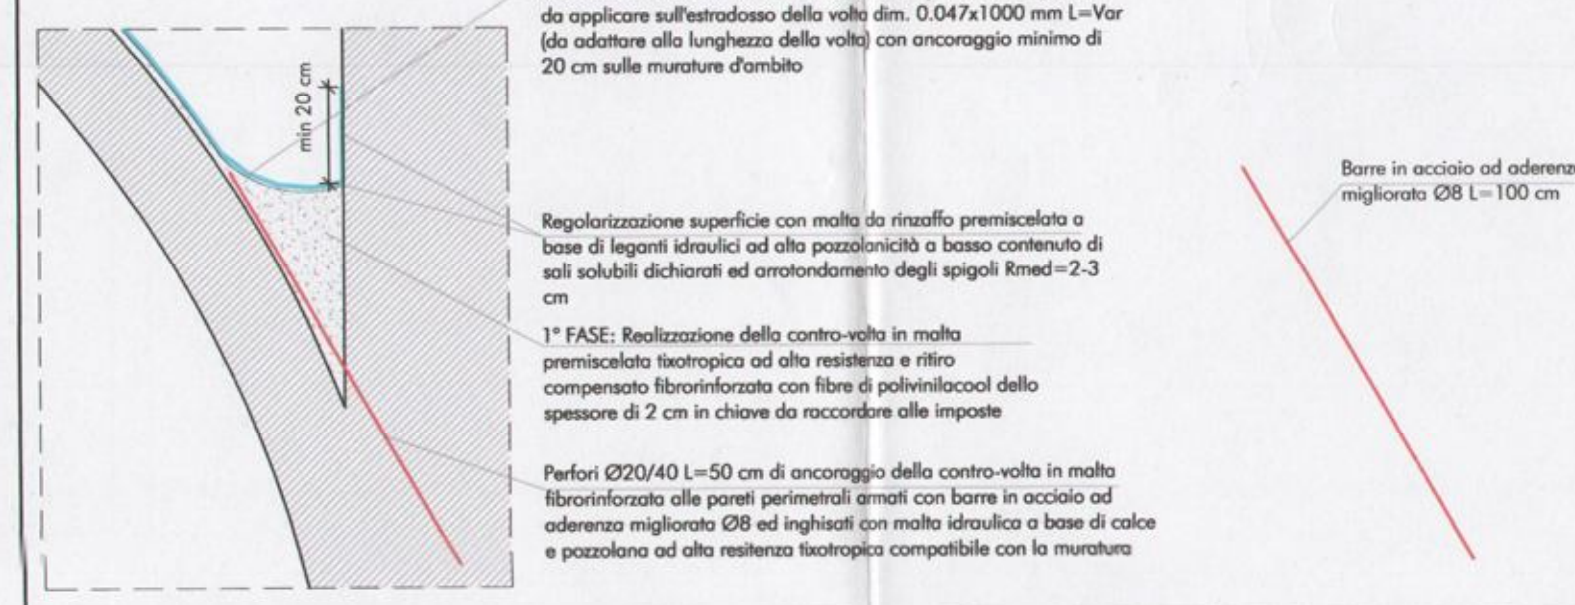 da applicare sull'estradosso della volta dim. 0.047x1000 mm L=Var
(da adattare alla lunghezza della volta) con ancoraggio minimo di
20 cm sulle murature d'ambito
min 20 cm
Barre in acciaio ad aderenz
migliorata Ø8 L=100 cm
Regolarizzazione superficie con malta da rinzaffo premiscelata a
base di leganti idraulici ad alta pozzolanicità a basso contenuto di
sali solubili dichiarati ed arrotondamento degli spigoli Rmed=2-3
cm
1° FASE: Realizzazione della contro-volta in malta
premiscelata tixotropica ad alta resistenza e ritiro
compensato fibrorinforzata con fibre di polivinilacool dello
spessore di 2 cm in chiave da raccordare alle imposte
Perfori Ø20/40 L=50 cm di ancoraggio della contro-volta in malta
fibrorinforzata alle pareti perimetrali armati con barre in acciaio ad
aderenza migliorata Ø8 ed inghisati con malta idraulica a base di calce
e pozzolana ad alta resitenza tixotropica compatibile con la muratura